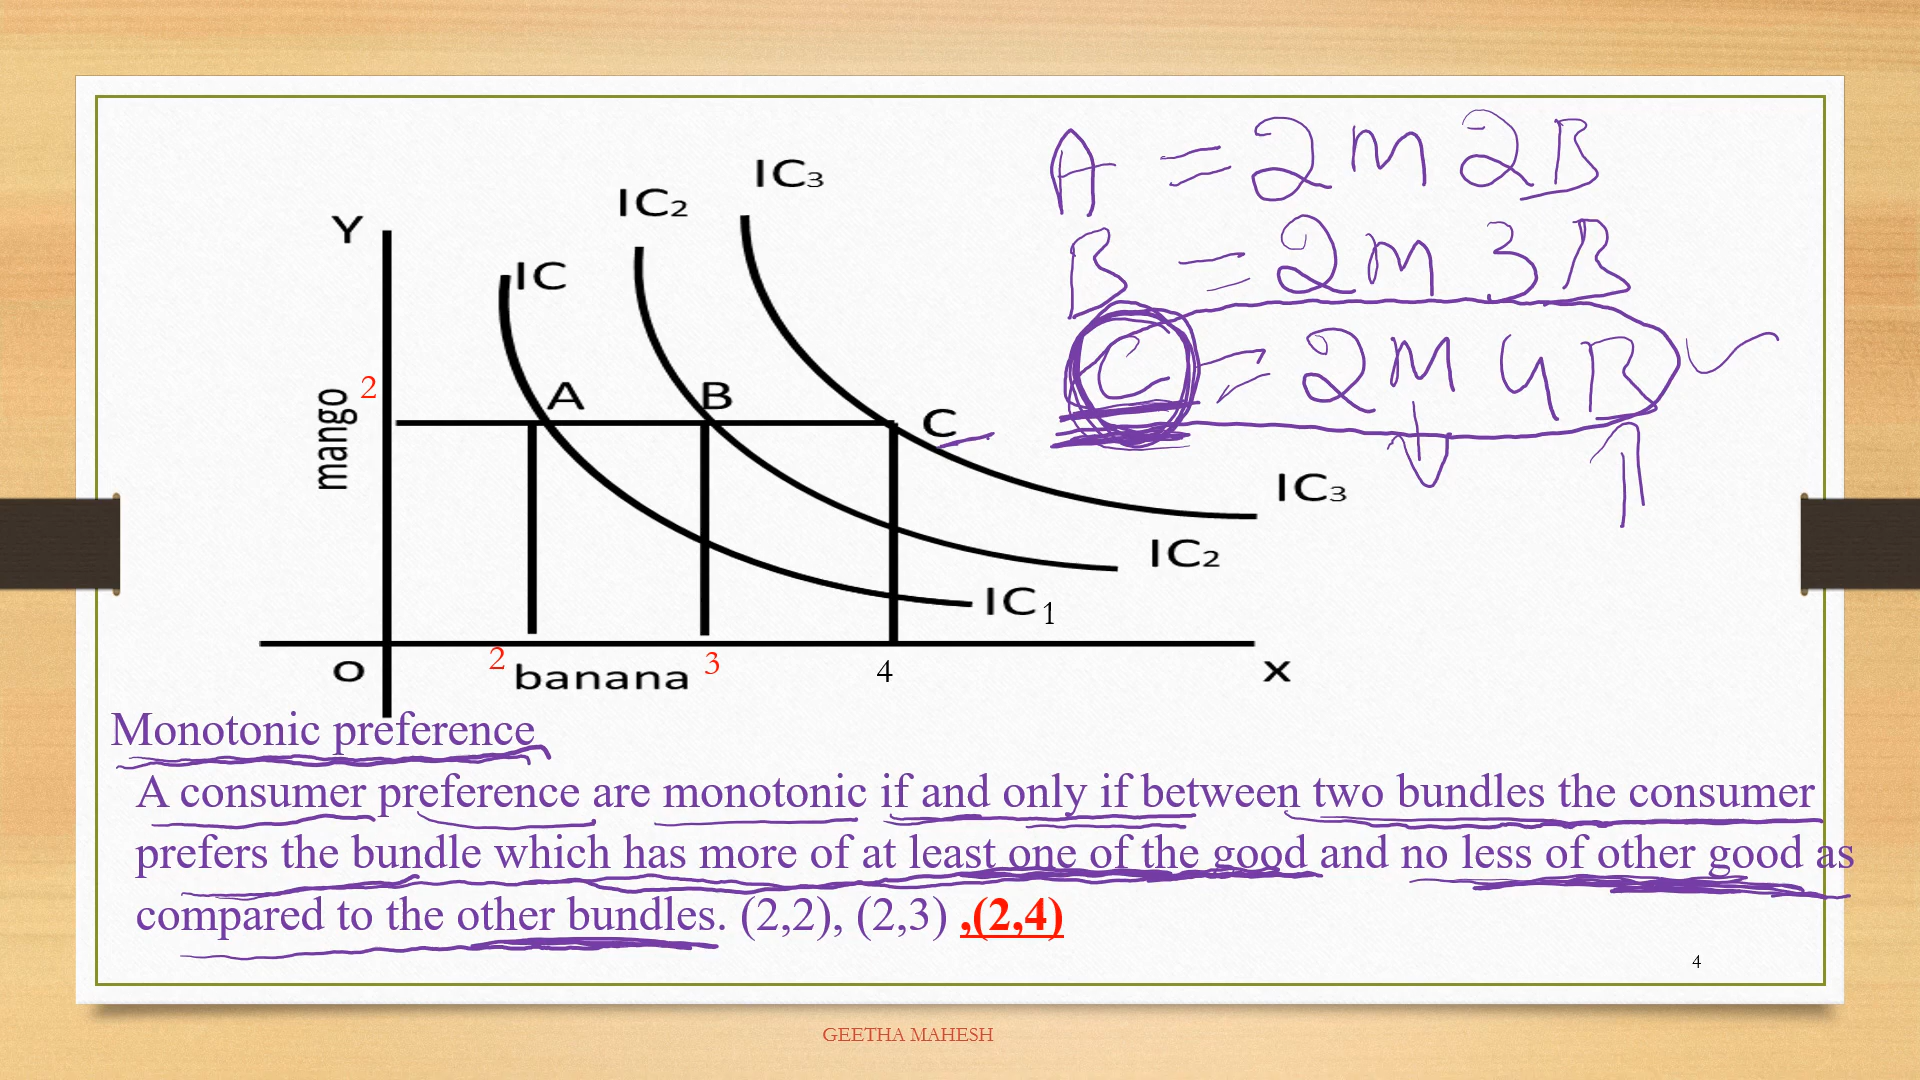 A = 2M 2B
B = 2M 3B
C = 2M 4B
IC₃
IC₂
Y
IC
2
mango
A
B
C
IC₃
IC₂
IC1
O
2
banana
3
4
X
Monotonic preference
A consumer preference are monotonic if and only if between two bundles the consumer
prefers the bundle which has more of at least one of the good and no less of other good as
compared to the other bundles. (2,2), (2,3) ,(2,4)
4
GEETHA MAHESH